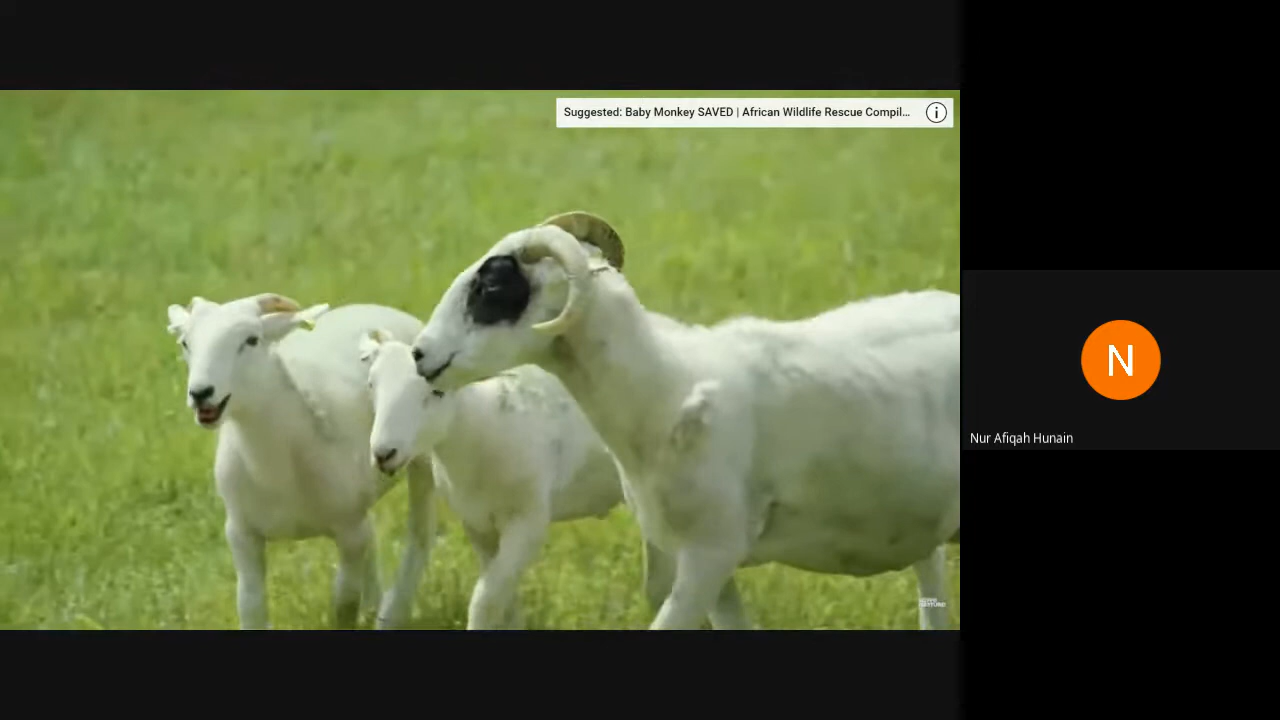 Suggested: Baby Monkey SAVED | African Wildlife Rescue Compil...
N
Nur Afiqah Hunain